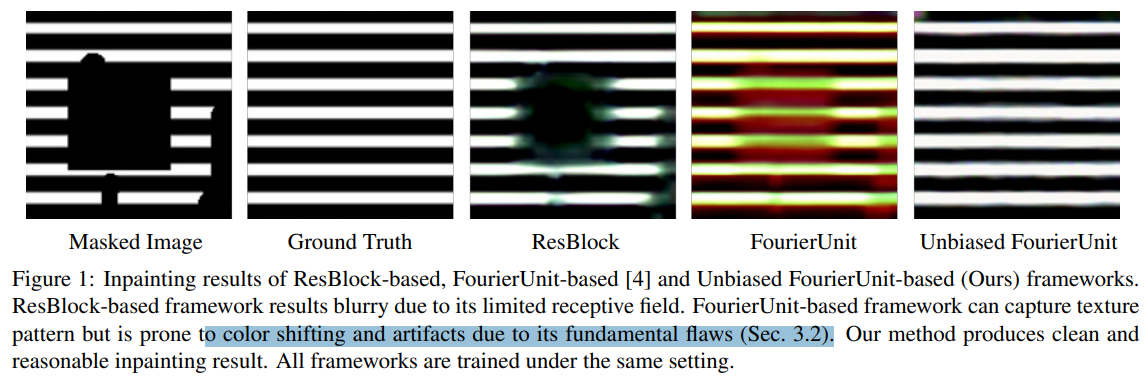 Masked Image Ground Truth ResBlock FourierUnit Unbiased FourierUnit
Figure 1: Inpainting results of ResBlock-based, FourierUnit-based [4] and Unbiased FourierUnit-based (Ours) frameworks.
ResBlock-based framework results blurry due to its limited receptive field. FourierUnit-based framework can capture texture
pattern but is prone to color shifting and artifacts due to its fundamental flaws (Sec. 3.2). Our method produces clean and
reasonable inpainting result. All frameworks are trained under the same setting.